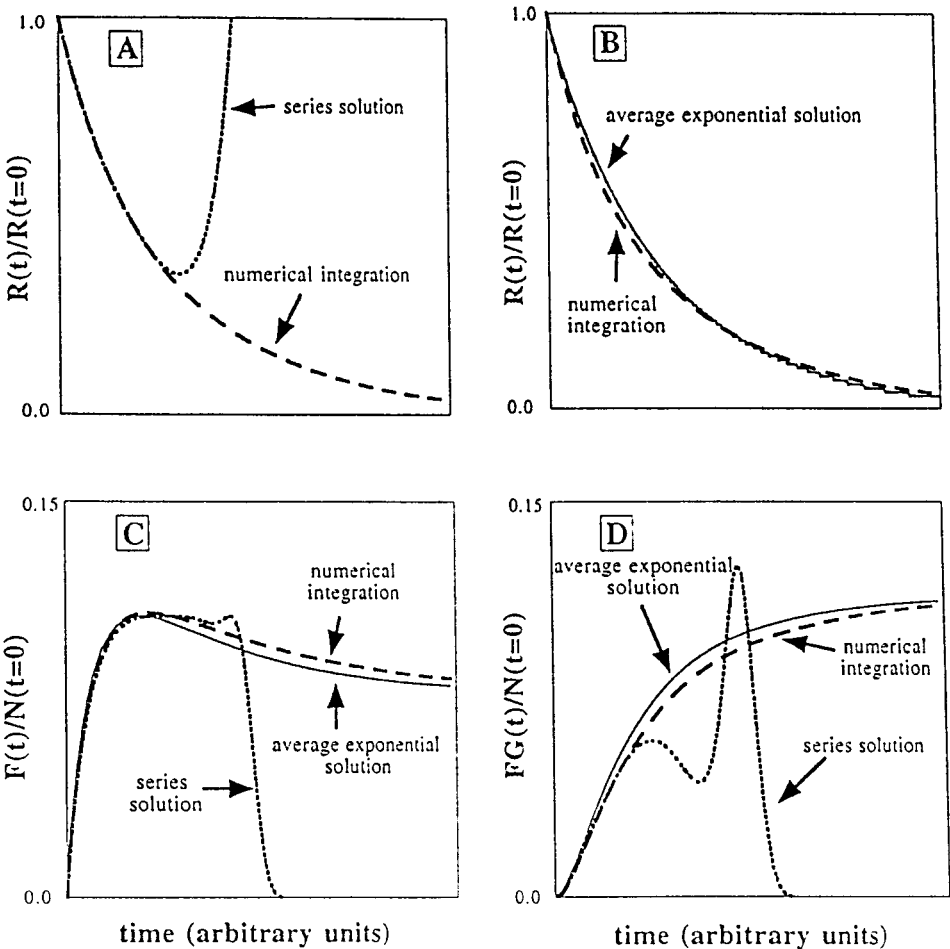 1.0
A
series solution
numerical integration
R(t)/R(t=0)
0.0
1.0
B
average exponential solution
numerical
integration
R(t)/R(t=0)
0.0
0.15
C
numerical
integration
F(t)/N(t=0)
average exponential
solution
series
solution
0.0
time (arbitrary units)
0.15
D
average exponential
solution
numerical
integration
FG(t)/N(t=0)
series solution
0.0
time (arbitrary units)